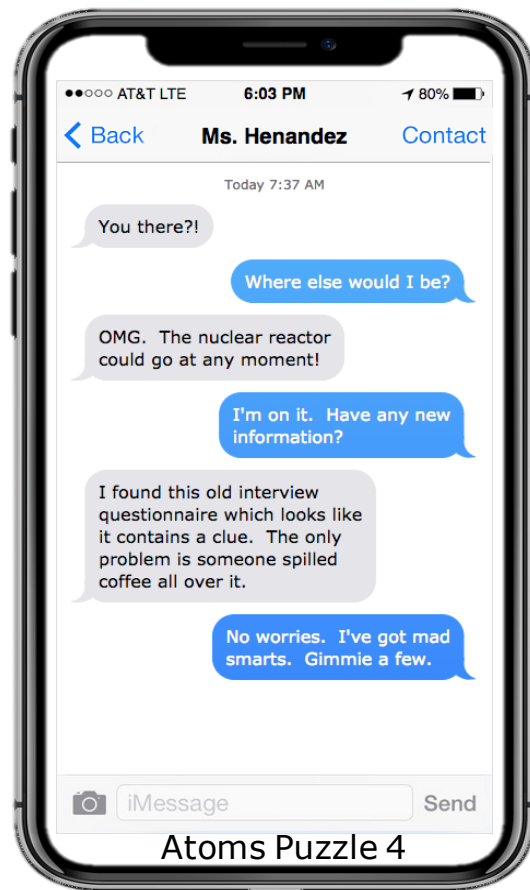 ●●○○○ AT&T LTE 6:03 PM 80%
Back Ms. Henandez Contact
Today 7:37 AM
You there?!
Where else would I be?
OMG. The nuclear reactor
could go at any moment!
I'm on it. Have any new
information?
I found this old interview
questionnaire which looks like
it contains a clue. The only
problem is someone spilled
coffee all over it.
No worries. I've got mad
smarts. Gimmie a few.
iMessage Send
Atoms Puzzle 4